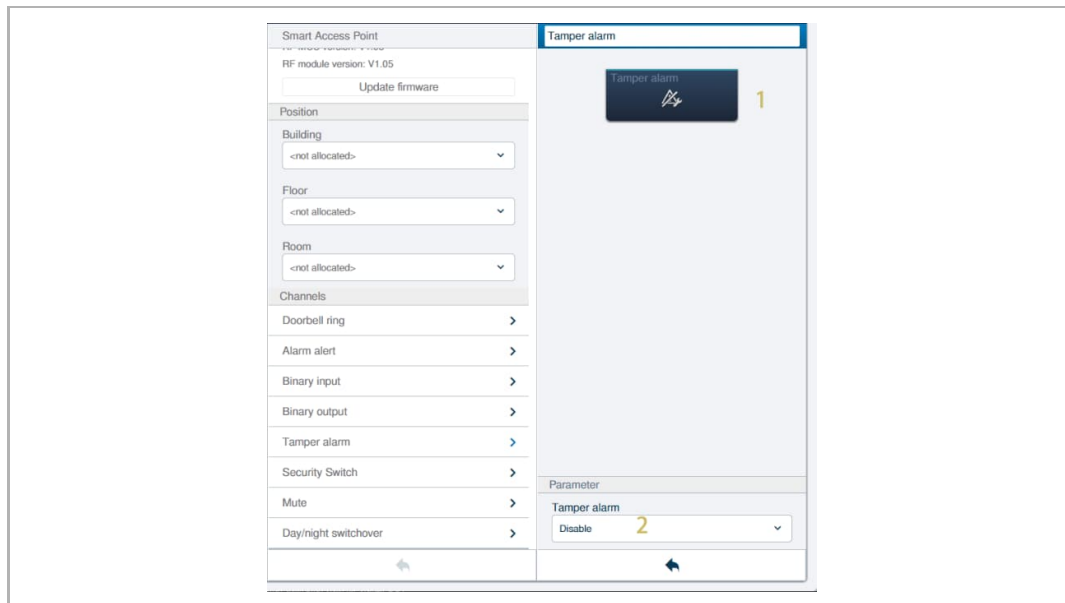 Smart Access Point
RF module version: V1.05
Update firmware
Position
Building
<not allocated>
Floor
<not allocated>
Room
<not allocated>
Channels
Doorbell ring
Alarm alert
Binary input
Binary output
Tamper alarm
Security Switch
Mute
Day/night switchover
Tamper alarm
Tamper alarm
1
Parameter
Tamper alarm
Disable
2